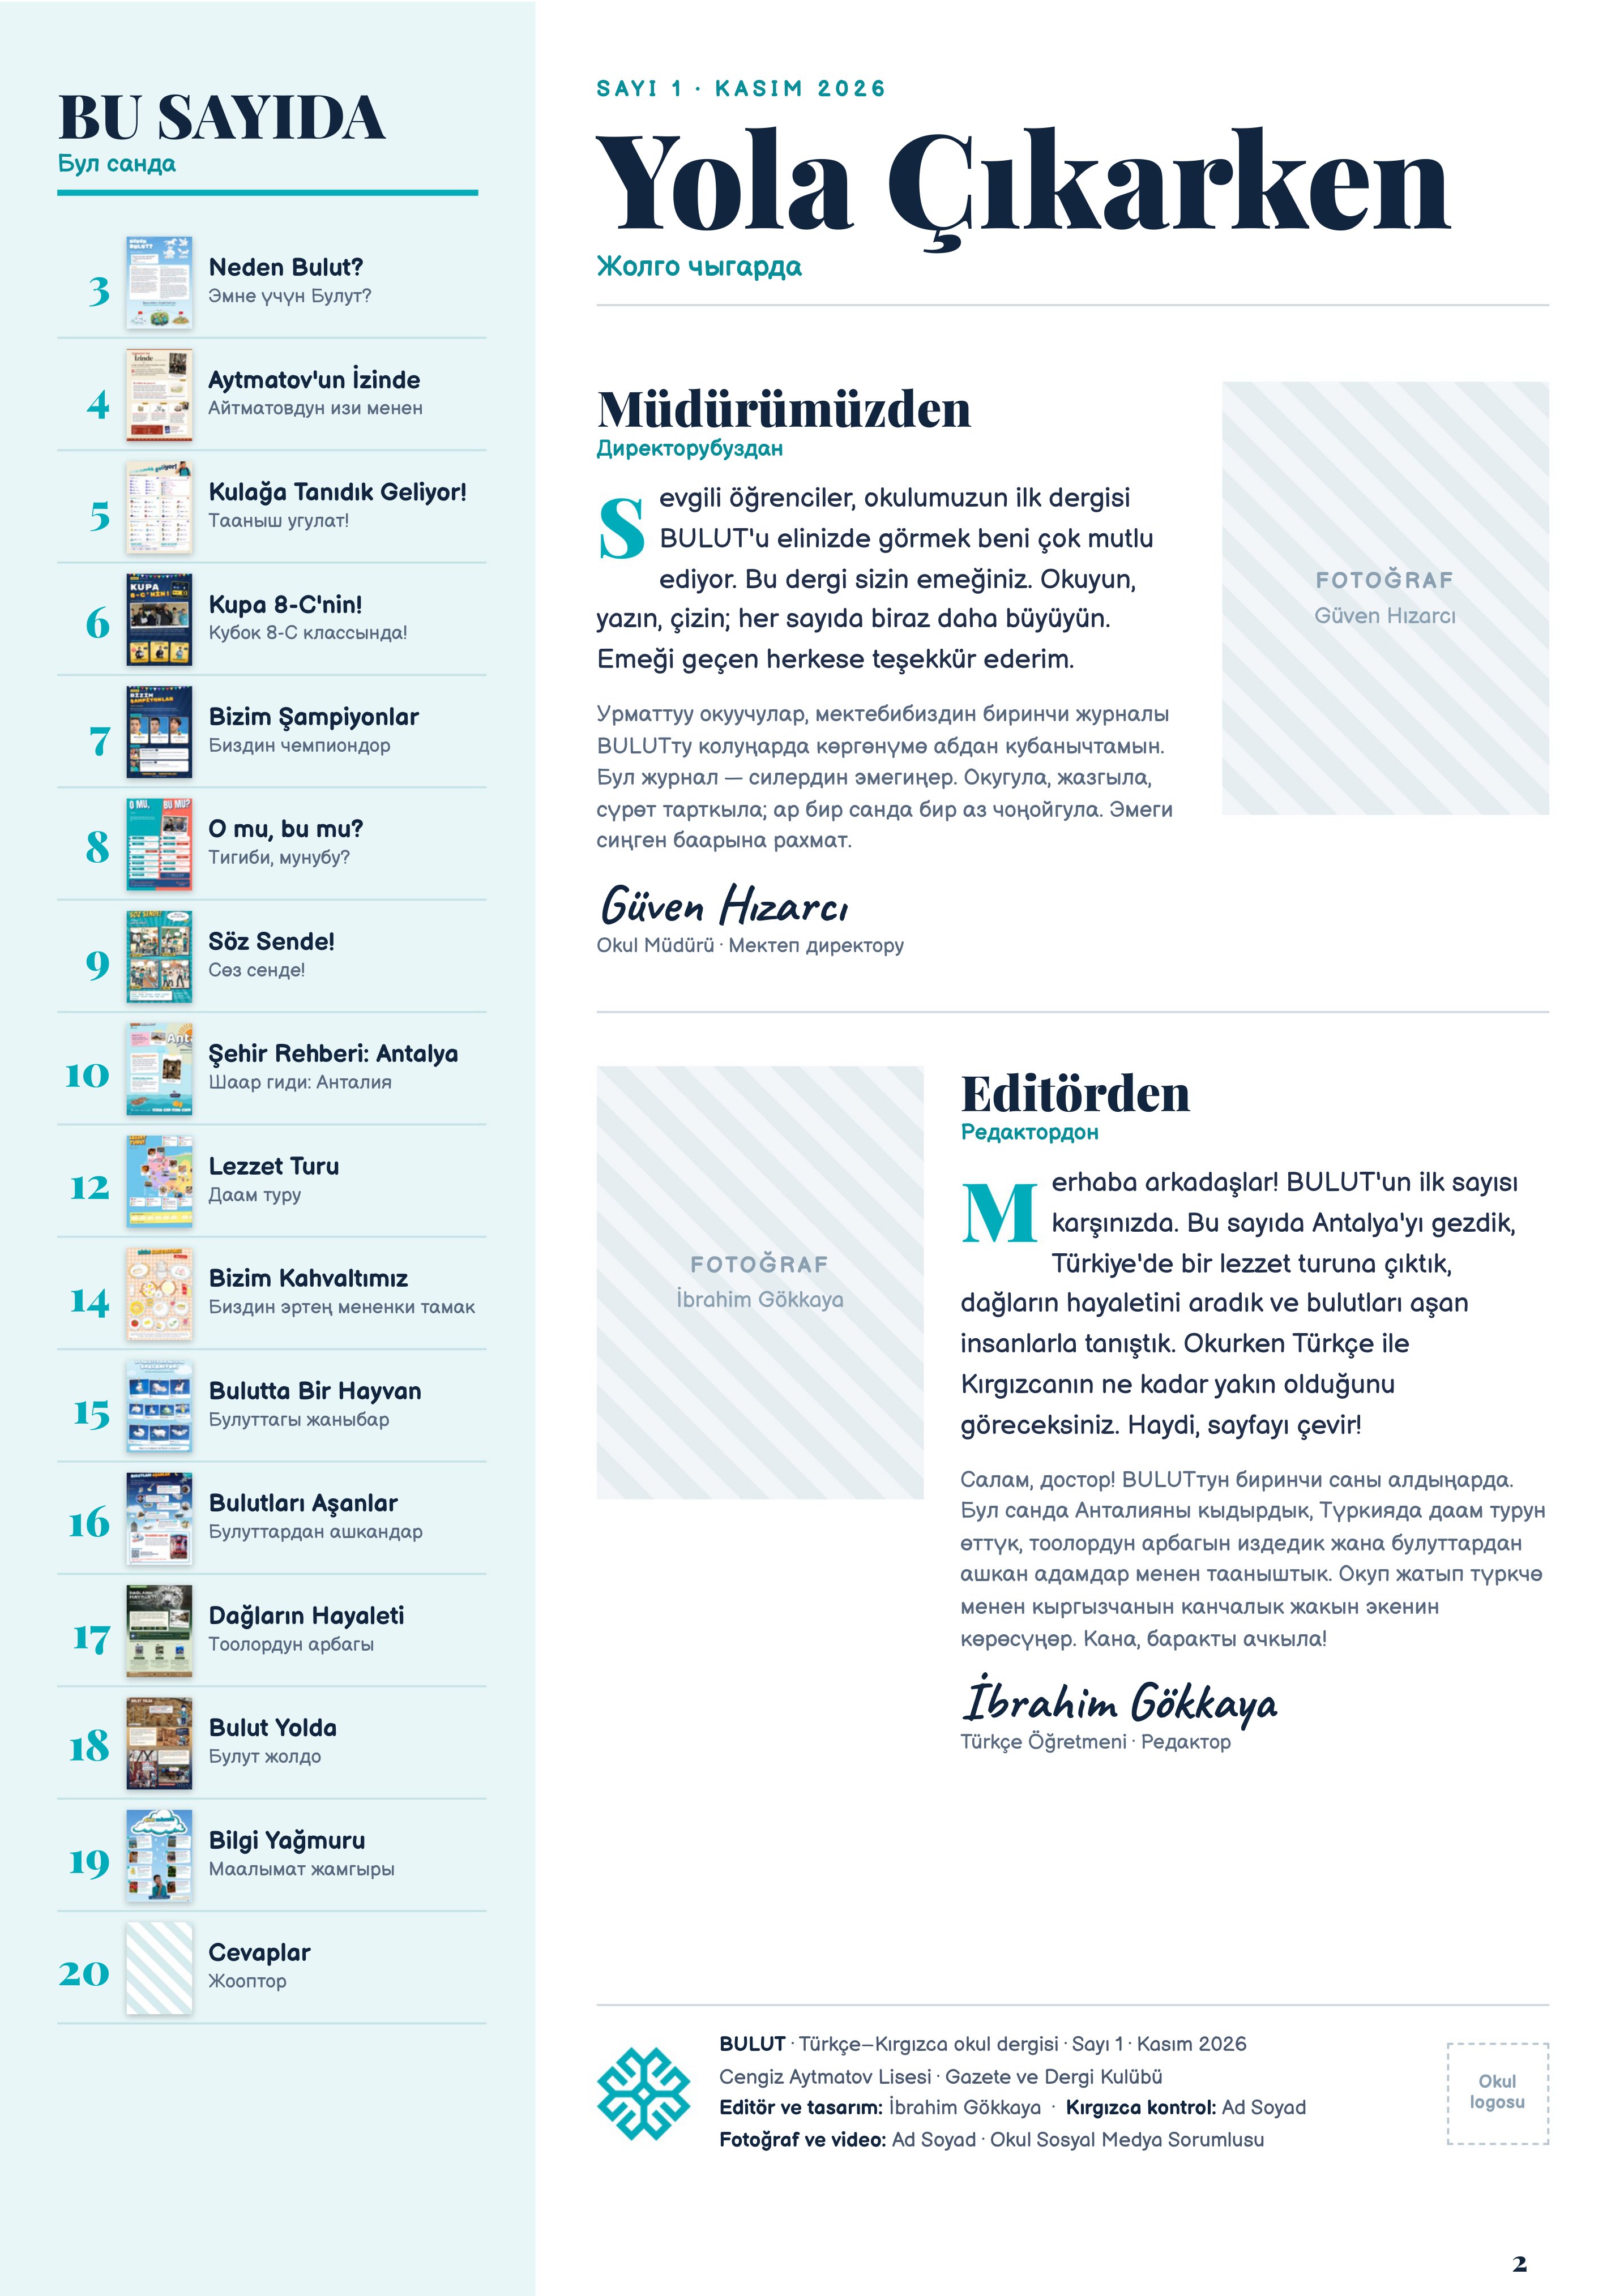 BU SAYIDA
Бул санда
3
Neden Bulut?
Эмне үчүн Булут?
4
Aytmatov'un İzinde
Айтматовдун изи менен
5
Kulağa Tanıdık Geliyor!
Тааныш угулат!
6
Kupa 8-C'nin!
Кубок 8-С классында!
7
Bizim Şampiyonlar
Биздин чемпиондор
8
O mu, bu mu?
Тигиби, мунубу?
9
Söz Sende!
Сөз сенде!
10
Şehir Rehberi: Antalya
Шаар гиди: Анталия
12
Lezzet Turu
Даам туру
14
Bizim Kahvaltımız
Биздин эртең мененки тамак
15
Bulutta Bir Hayvan
Булуттагы жаныбар
16
Bulutları Aşanlar
Булуттардан ашкандар
17
Dağların Hayaleti
Тоолордун арбагы
18
Bulut Yolda
Булут жолдо
19
Bilgi Yağmuru
Маалымат жамгыры
20
Cevaplar
Жооптор
SAYI 1 · KASIM 2026
Yola Çıkarken
Жолго чыгарда
Müdürümüzden
Директорубуздан
Sevgili öğrenciler, okulumuzun ilk dergisi
BULUT'u elinizde görmek beni çok mutlu
ediyor. Bu dergi sizin emeğiniz. Okuyun,
yazın, çizin; her sayıda biraz daha büyüyün.
Emeği geçen herkese teşekkür ederim.
Урматтуу окуучулар, мектебибиздин биринчи журналы
BULUTту колуңарда көргөнүмө абдан кубанычтамын.
Бул журнал — силердин эмегиңер. Окугула, жазгыла,
сүрөт тарткыла; ар бир санда бир аз чоңойгула. Эмеги
сиңген баарына рахмат.
Güven Hızarcı
Okul Müdürü · Мектеп директору
FOTOĞRAF
Güven Hızarcı
FOTOĞRAF
İbrahim Gökkaya
Editörden
Редактордон
Merhaba arkadaşlar! BULUT'un ilk sayısı
karşınızda. Bu sayıda Antalya'yı gezdik,
Türkiye'de bir lezzet turuna çıktık,
dağların hayaletini aradık ve bulutları aşan
insanlarla tanıştık. Okurken Türkçe ile
Kırgızcanın ne kadar yakın olduğunu
göreceksiniz. Haydi, sayfayı çevir!
Салам, достор! BULUTтун биринчи саны алдыңарда.
Бул санда Анталияны кыдырдык, Түркияда даам турун
өттүк, тоолордун арбагын издедик жана булуттардан
ашкан адамдар менен тааныштык. Окуп жатып түркчө
менен кыргызчанын канчалык жакын экенин
көрөсүңөр. Кана, баракты ачкыла!
İbrahim Gökkaya
Türkçe Öğretmeni · Редактор
BULUT · Türkçe–Kırgızca okul dergisi · Sayı 1 · Kasım 2026
Cengiz Aytmatov Lisesi · Gazete ve Dergi Kulübü
Editör ve tasarım: İbrahim Gökkaya · Kırgızca kontrol: Ad Soyad
Fotoğraf ve video: Ad Soyad · Okul Sosyal Medya Sorumlusu
Okul
logosu
2